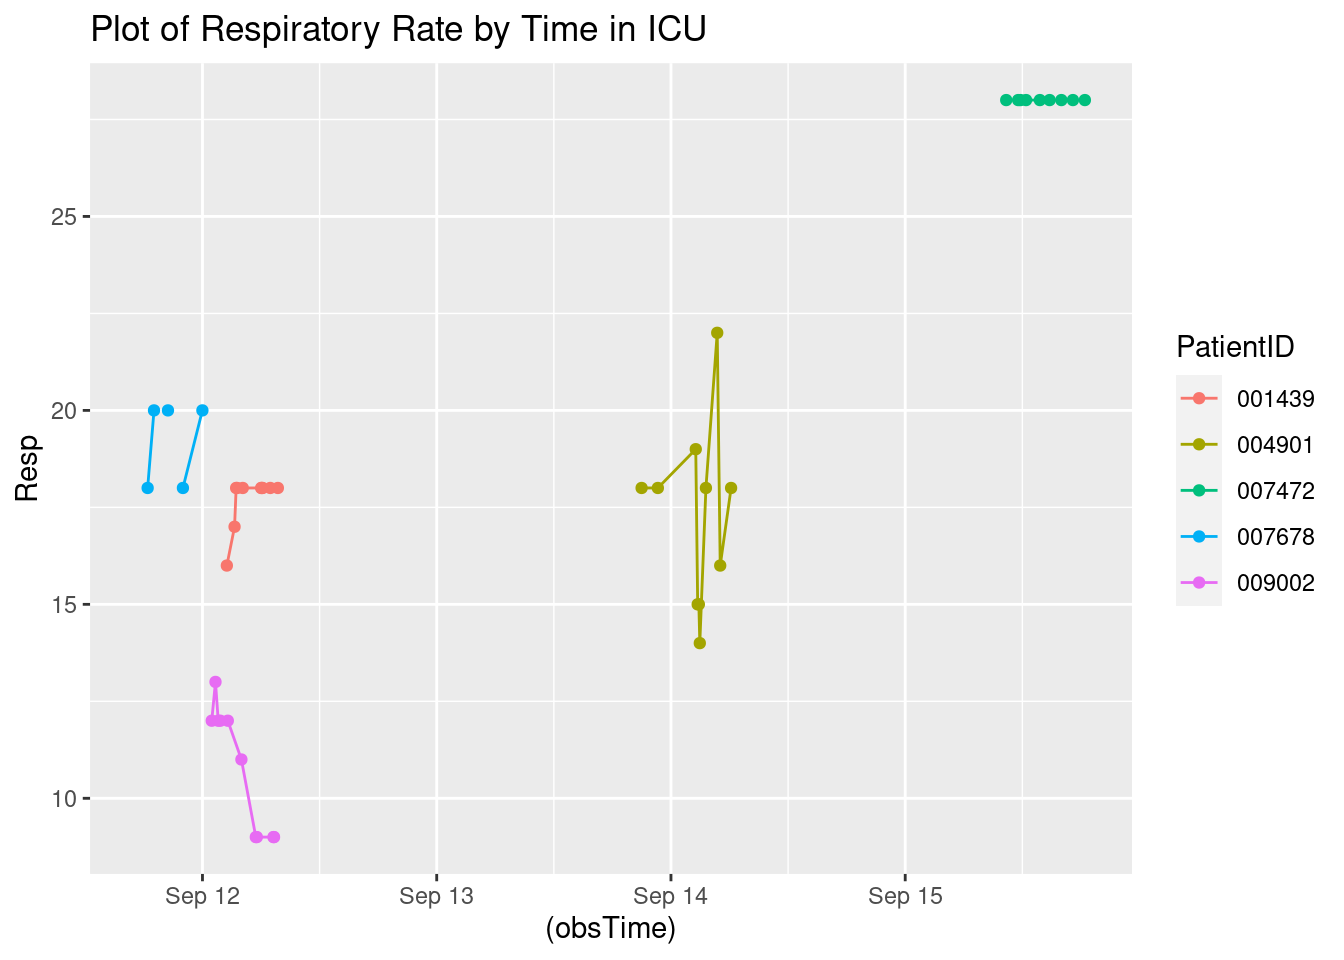 Plot of Respiratory Rate by Time in ICU
Resp
25
20
15
10
Sep 12
Sep 13
Sep 14
Sep 15
(obsTime)
PatientID
001439
004901
007472
007678
009002